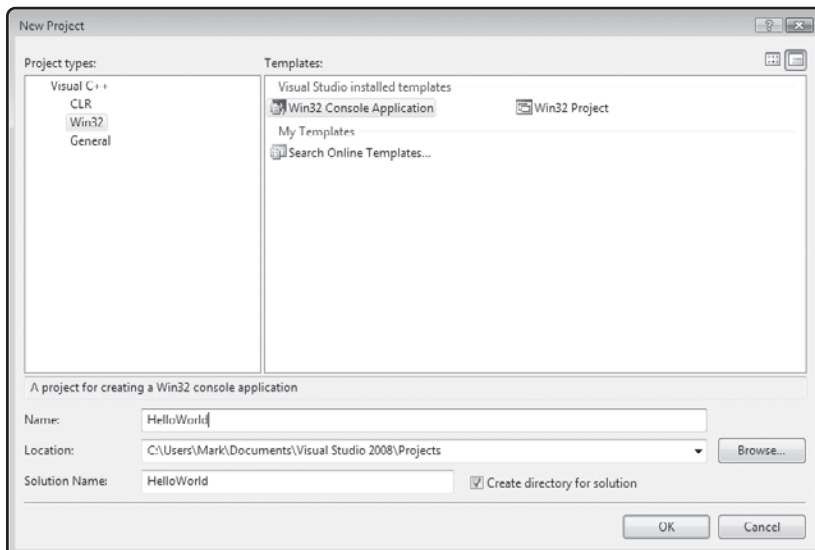 New Project
Project types:
Visual C++
CLR
Win32
General
Templates:
Visual Studio installed templates
Win32 Console Application
Win32 Project
My Templates
Search Online Templates...
A project for creating a Win32 console application
Name:
HelloWorld
Location:
C:\Users\Mark\Documents\Visual Studio 2008\Projects
Browse...
Solution Name:
HelloWorld
Create directory for solution
OK
Cancel